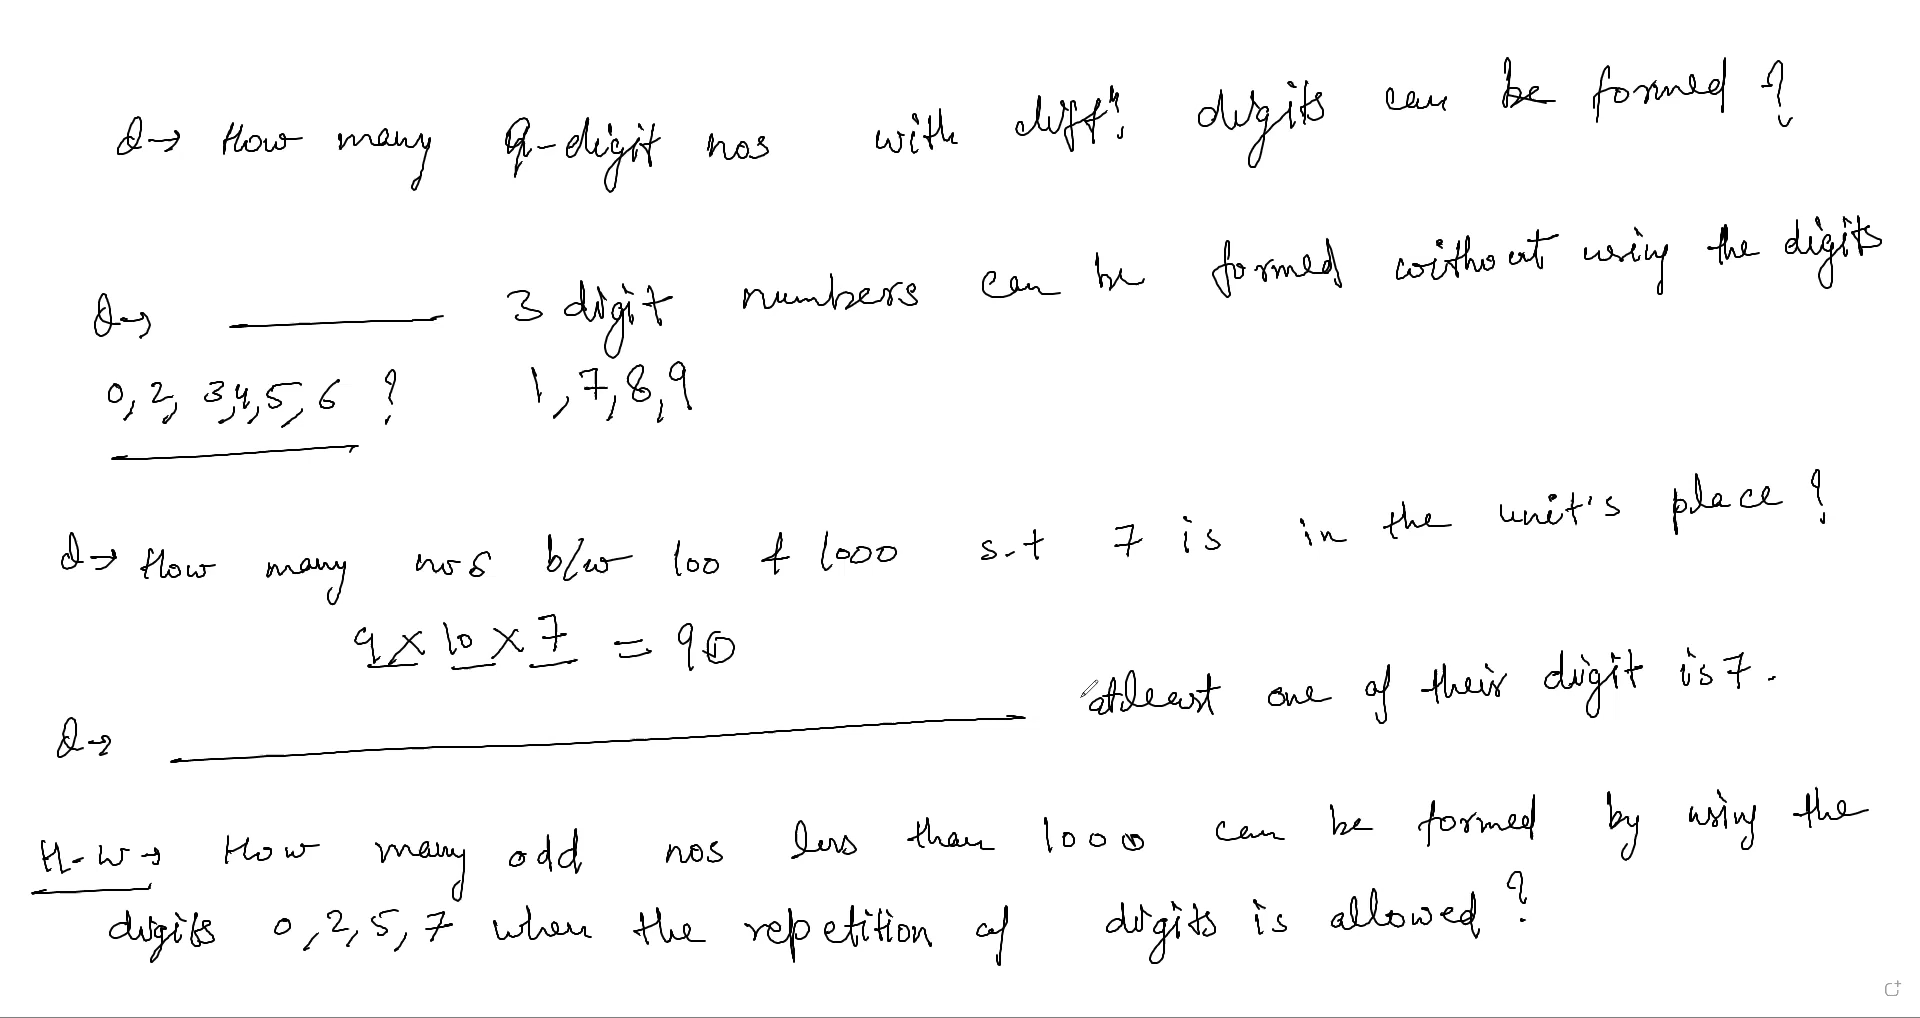 Q→ How many 9-digit nos with difft digits can be formed ?
Q→ ______ 3 digit numbers can be formed without using the digits
0, 2, 3, 4, 5, 6 ? 1, 7, 8, 9
Q→ How many nos b/w 100 & 1000 s.t 7 is in the unit's place ?
9 × 10 × 7 = 90
Q→ ______ atleast one of their digit is 7.
H-W→ How many odd nos less than 1000 can be formed by using the
digits 0, 2, 5, 7 when the repetition of digits is allowed ?